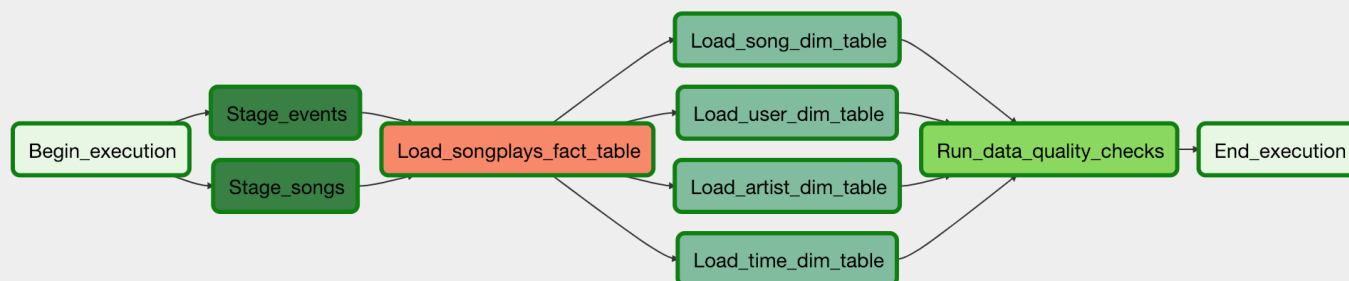 Begin_execution
Stage_events
Stage_songs
Load_songplays_fact_table
Load_song_dim_table
Load_user_dim_table
Load_artist_dim_table
Load_time_dim_table
Run_data_quality_checks
End_execution